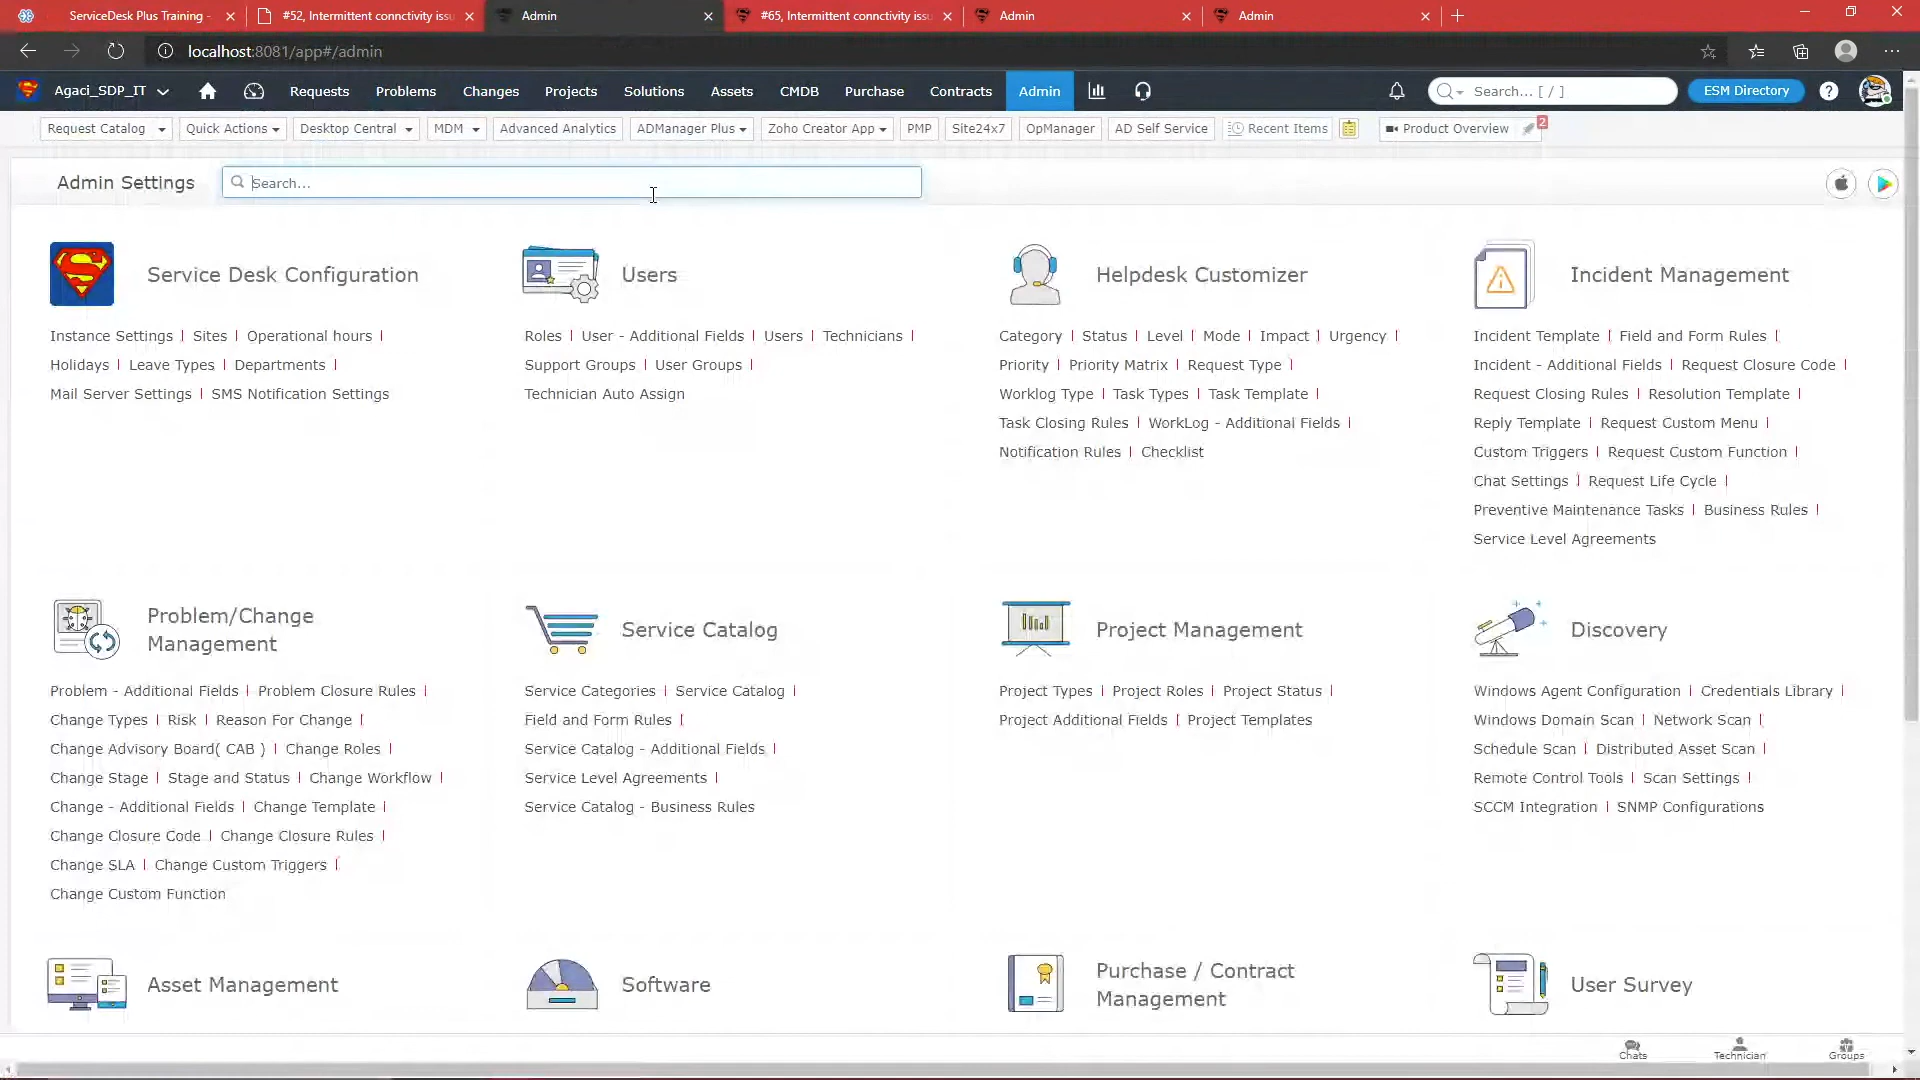 ServiceDesk Plus Training -
#52, Intermittent connctivity issu
Admin
#65, Intermittent connctivity issu
Admin
Admin
localhost:8081/app#/admin
Agaci_SDP_IT
Requests
Problems
Changes
Projects
Solutions
Assets
CMDB
Purchase
Contracts
Admin
Search... [ / ]
ESM Directory
Request Catalog
Quick Actions
Desktop Central
MDM
Advanced Analytics
ADManager Plus
Zoho Creator App
PMP
Site24x7
OpManager
AD Self Service
Recent Items
Product Overview
2
Admin Settings
Search...
Service Desk Configuration
Instance Settings | Sites | Operational hours |
Holidays | Leave Types | Departments |
Mail Server Settings | SMS Notification Settings
Users
Roles | User - Additional Fields | Users | Technicians |
Support Groups | User Groups |
Technician Auto Assign
Helpdesk Customizer
Category | Status | Level | Mode | Impact | Urgency |
Priority | Priority Matrix | Request Type |
Worklog Type | Task Types | Task Template |
Task Closing Rules | WorkLog - Additional Fields |
Notification Rules | Checklist
Incident Management
Incident Template | Field and Form Rules |
Incident - Additional Fields | Request Closure Code |
Request Closing Rules | Resolution Template |
Reply Template | Request Custom Menu |
Custom Triggers | Request Custom Function |
Chat Settings | Request Life Cycle |
Preventive Maintenance Tasks | Business Rules |
Service Level Agreements
Problem/Change
Management
Problem - Additional Fields | Problem Closure Rules |
Change Types | Risk | Reason For Change |
Change Advisory Board( CAB ) | Change Roles |
Change Stage | Stage and Status | Change Workflow |
Change - Additional Fields | Change Template |
Change Closure Code | Change Closure Rules |
Change SLA | Change Custom Triggers |
Change Custom Function
Service Catalog
Service Categories | Service Catalog |
Field and Form Rules |
Service Catalog - Additional Fields |
Service Level Agreements |
Service Catalog - Business Rules
Project Management
Project Types | Project Roles | Project Status |
Project Additional Fields | Project Templates
Discovery
Windows Agent Configuration | Credentials Library |
Windows Domain Scan | Network Scan |
Schedule Scan | Distributed Asset Scan |
Remote Control Tools | Scan Settings |
SCCM Integration | SNMP Configurations
Asset Management
Software
Purchase / Contract
Management
User Survey
Chats
Technician
Groups